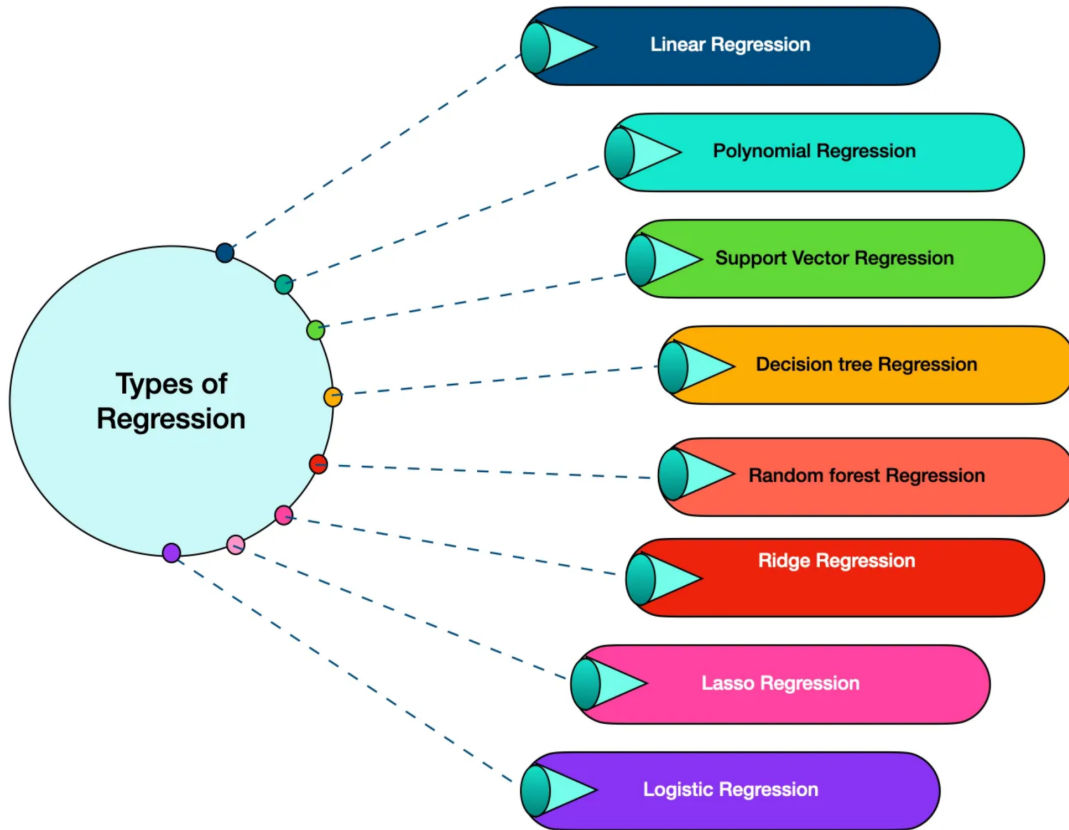 Linear Regression
Polynomial Regression
Support Vector Regression
Types of
Regression
Decision tree Regression
Random forest Regression
Ridge Regression
Lasso Regression
Logistic Regression